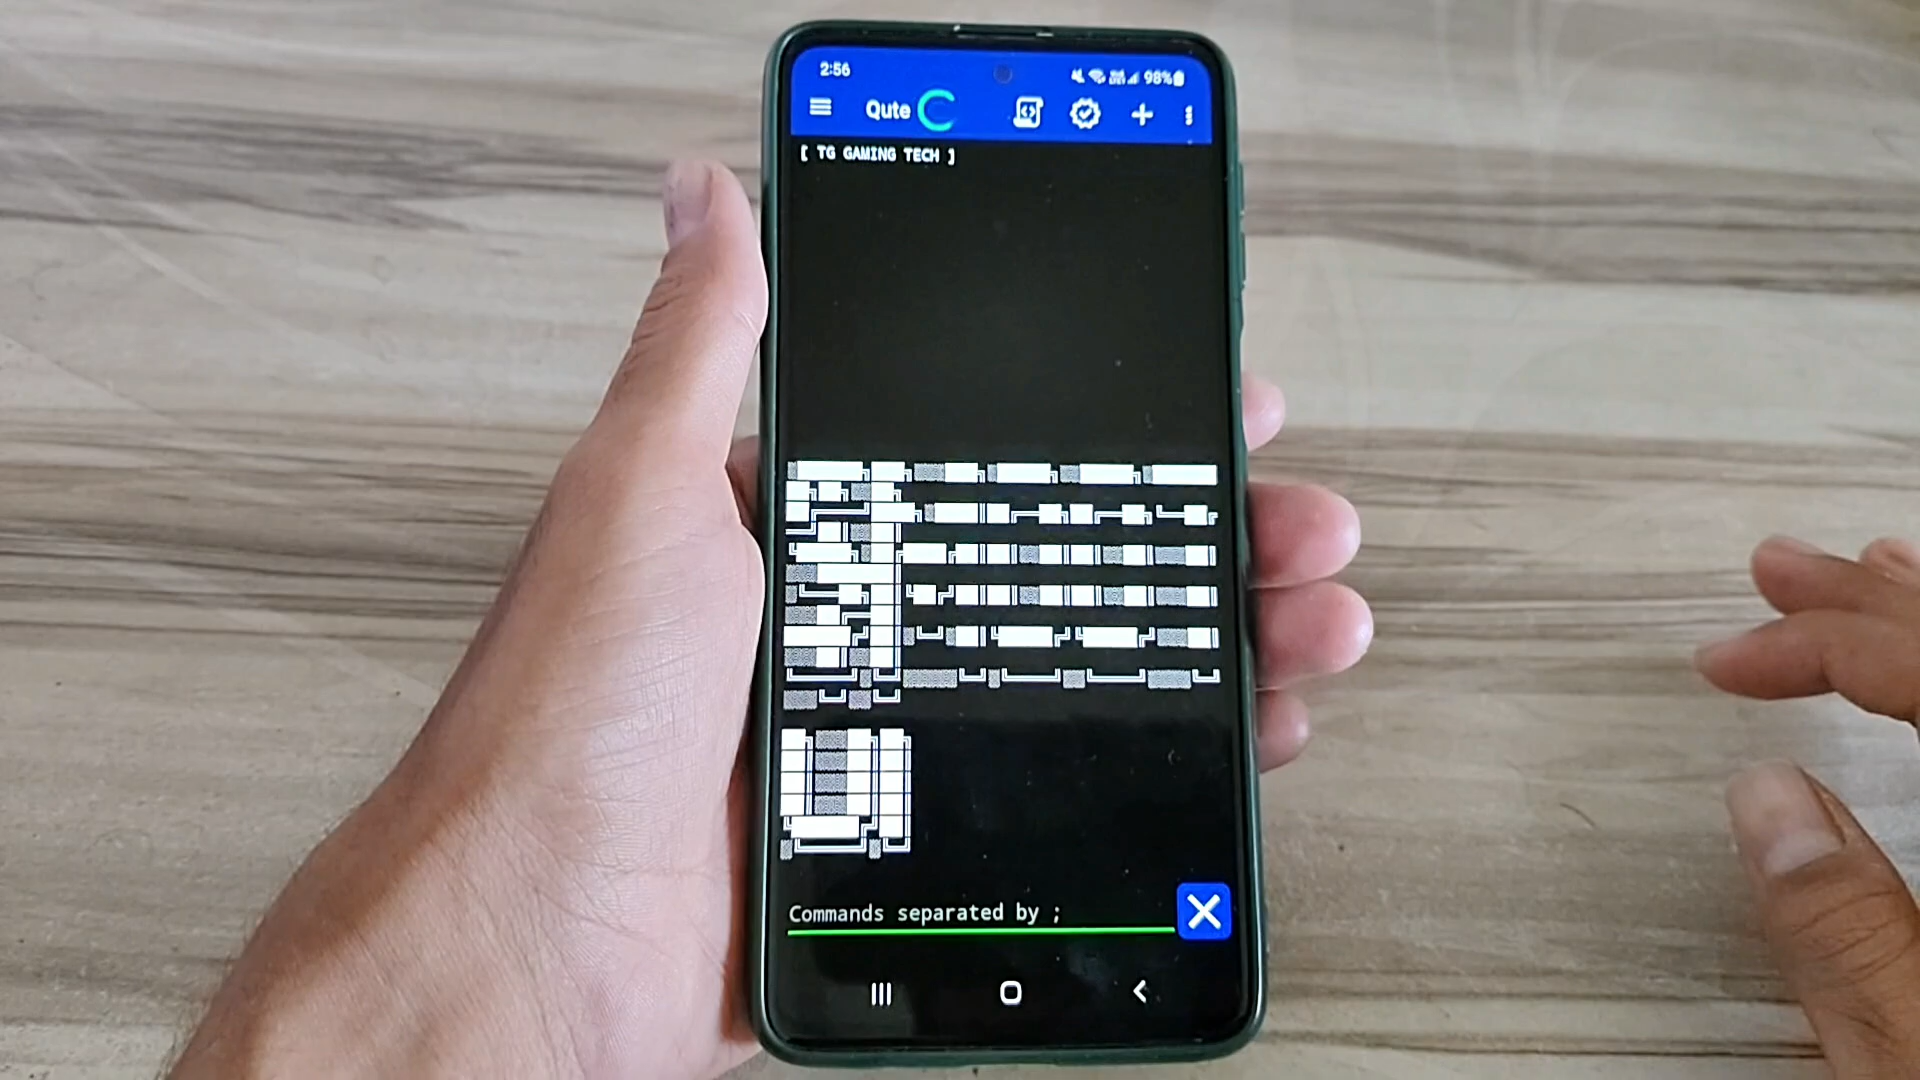 2:56
98%
Qute
[ TG GAMING TECH ]
Commands separated by ;